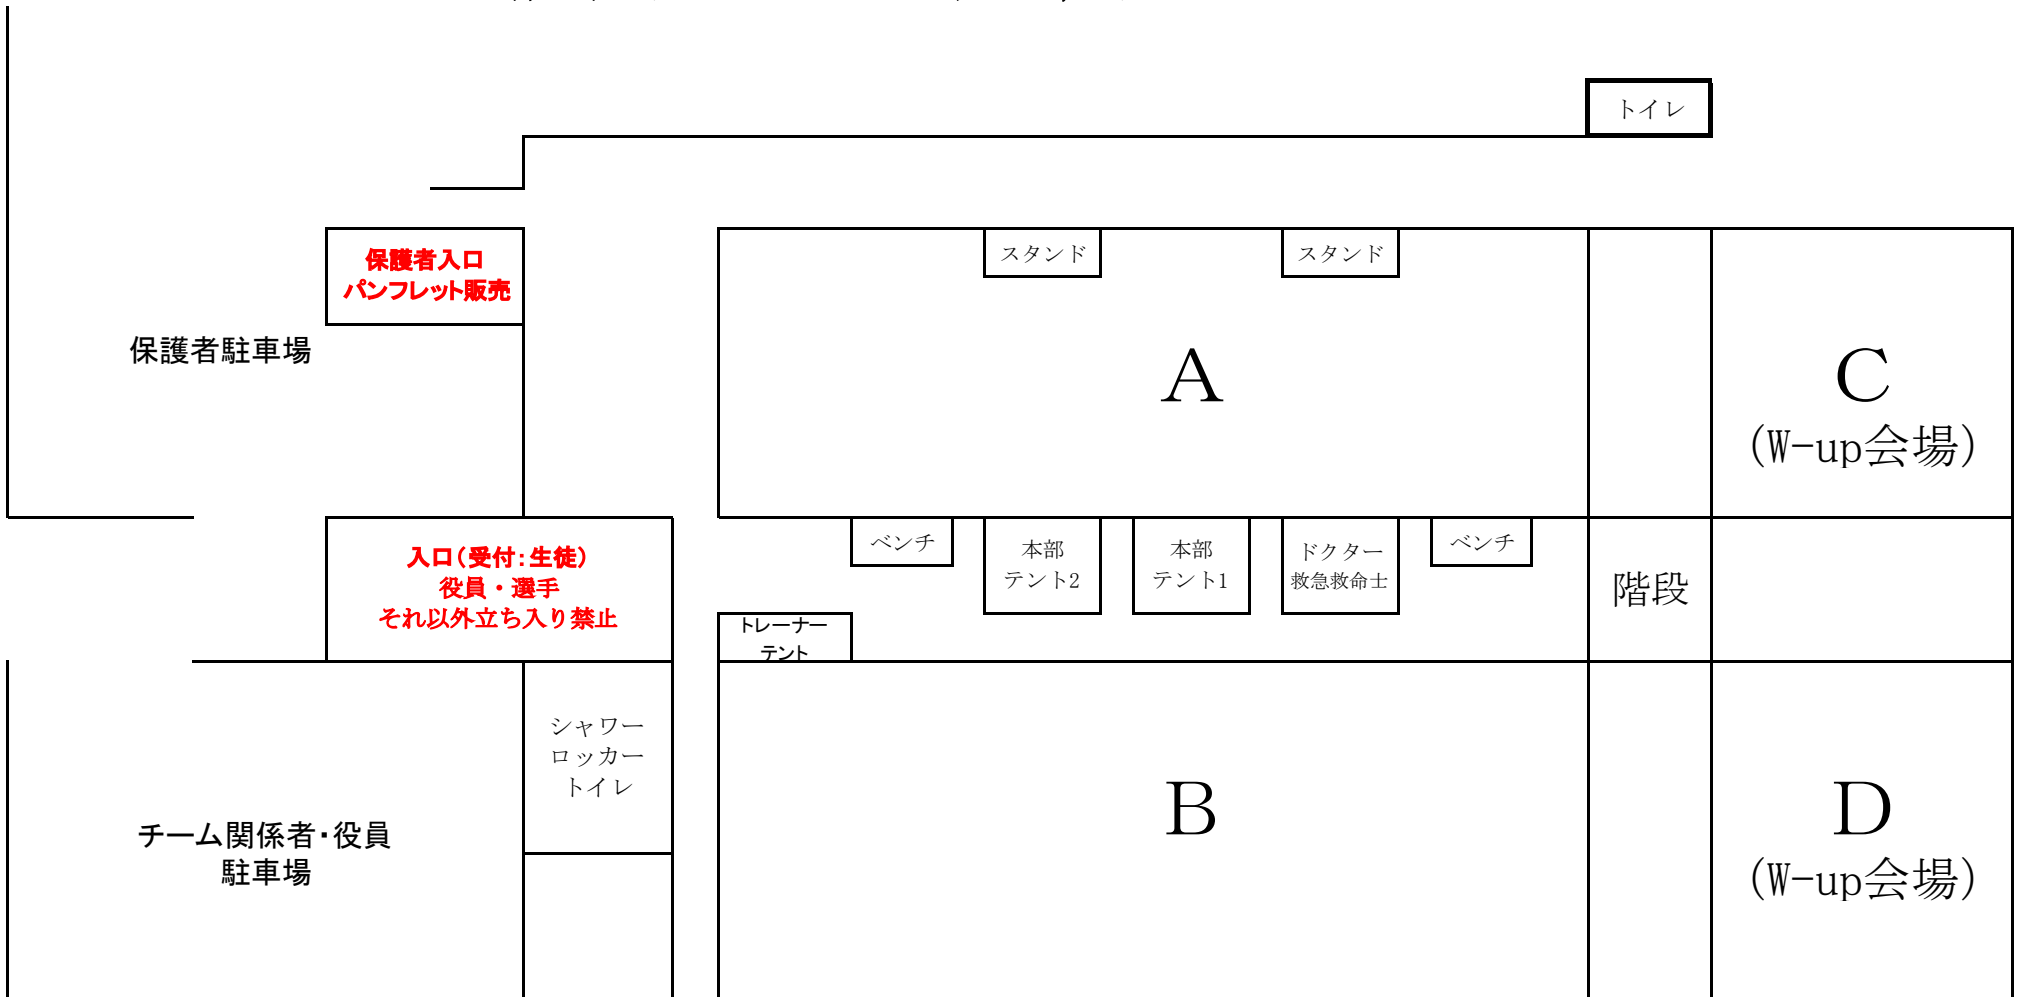 トイレ
保護者入口
パンフレット販売
スタンド
スタンド
保護者駐車場
A
C
(W-up会場)
入口(受付:生徒)
役員・選手
それ以外立ち入り禁止
ベンチ
本部
テント2
本部
テント1
ドクター
救急救命士
ベンチ
階段
トレーナー
テント
シャワー
ロッカー
トイレ
B
D
(W-up会場)
チーム関係者・役員
駐車場